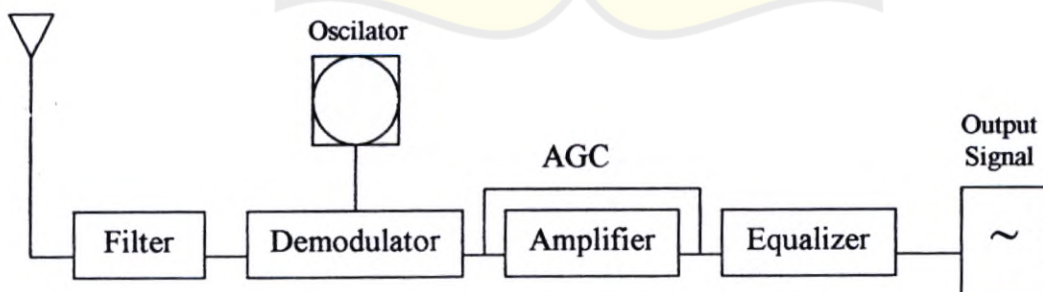 Oscilator
Output
Signal
AGC
Filter
Demodulator
Amplifier
Equalizer
~